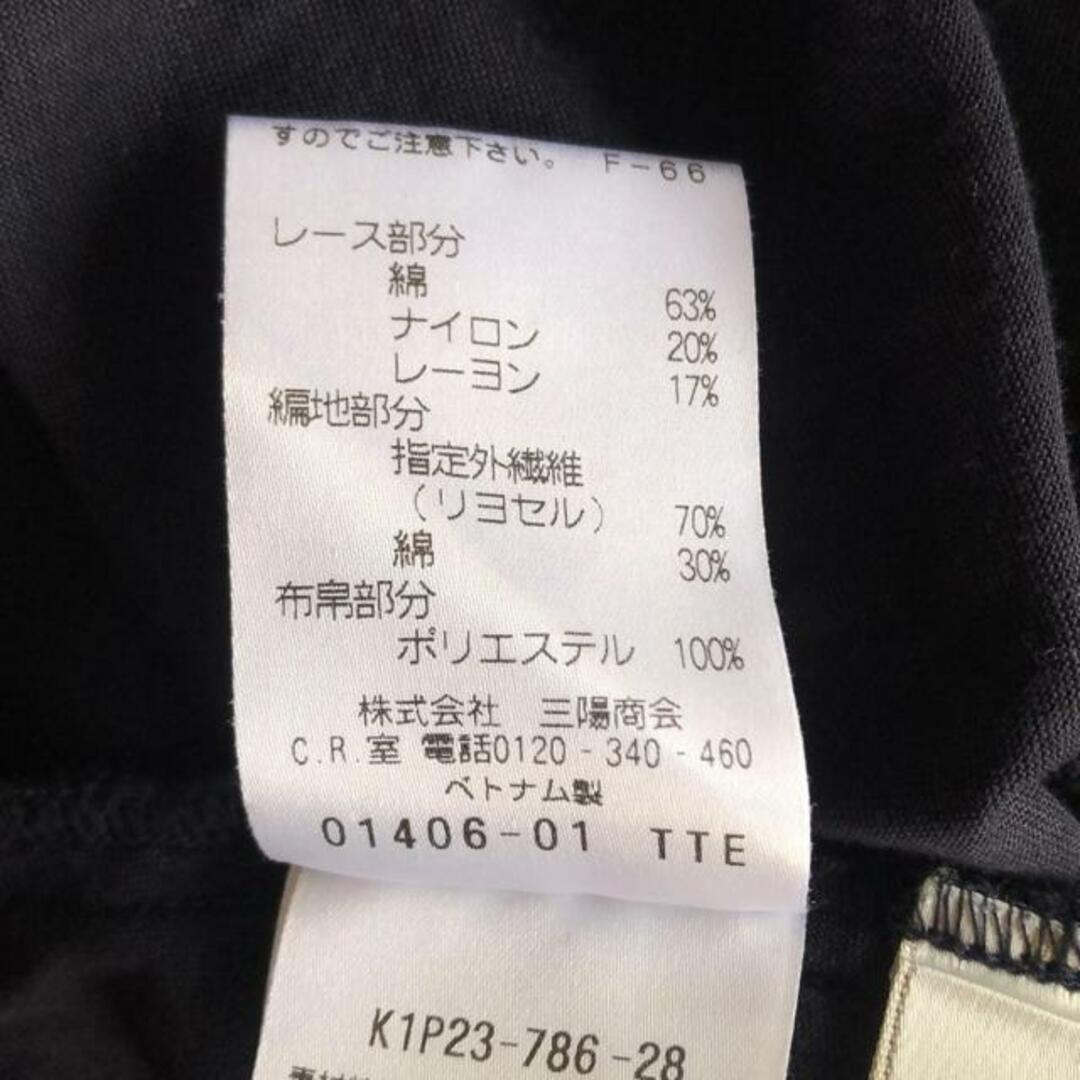 すのでご注意下さい。 F-66
レース部分
綿 63%
ナイロン 20%
レーヨン 17%
編地部分
指定外繊維
(リヨセル) 70%
綿 30%
布帛部分
ポリエステル 100%
株式会社 三陽商会
C.R.室 電話0120-340-460
ベトナム製
01406-01 TTE
K1P23-786-28